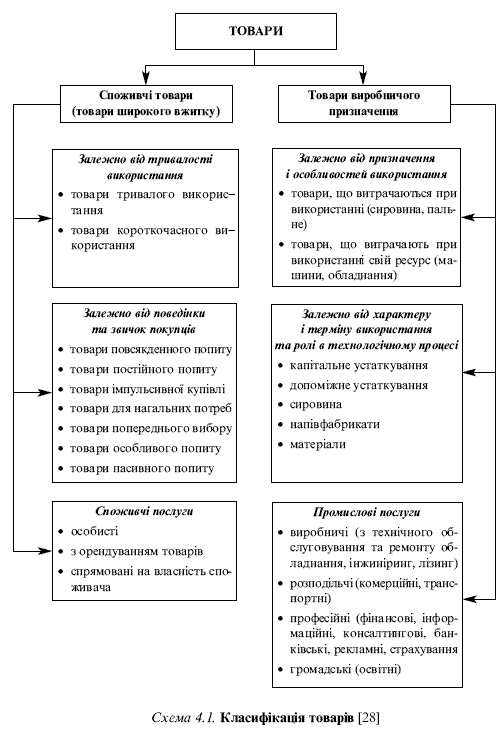 ТОВАРИ
Споживчі товари
(товари широкого вжитку)
Товари виробничого
призначення
Залежно від тривалості
використання
• товари тривалого викорис–
тання
• товари короткочасного ви-
користання
Залежно від поведінки
та звичок покупців
• товари повсякденного попиту
• товари постійного попиту
• товари імпульсивної купівлі
• товари для нагальних потреб
• товари попереднього вибору
• товари особливого попиту
• товари пасивного попиту
Споживчі послуги
• особисті
• з орендуванням товарів
• спрямовані на власність спо-
живача
Залежно від призначення
і особливостей використання
• товари, що витрачаються при
використанні (сировина, паль-
не)
• товари, що витрачають при
використанні свій ресурс (ма-
шини, обладнання)
Залежно від характеру
і терміну використання
та ролі в технологічному процесі
• капітальне устаткування
• допоміжне устаткування
• сировина
• напівфабрикати
• матеріали
Промислові послуги
• виробничі (з технічного об-
слуговування та ремонту об-
ладнання, інжиніринг, лізинг)
• розподільчі (комерційні, транс-
портні)
• професійні (фінансові, інфор-
маційні, консалтингові, бан-
ківські, рекламні, страхування
• громадські (освітні)
Схема 4.1. Класифікація товарів [28]